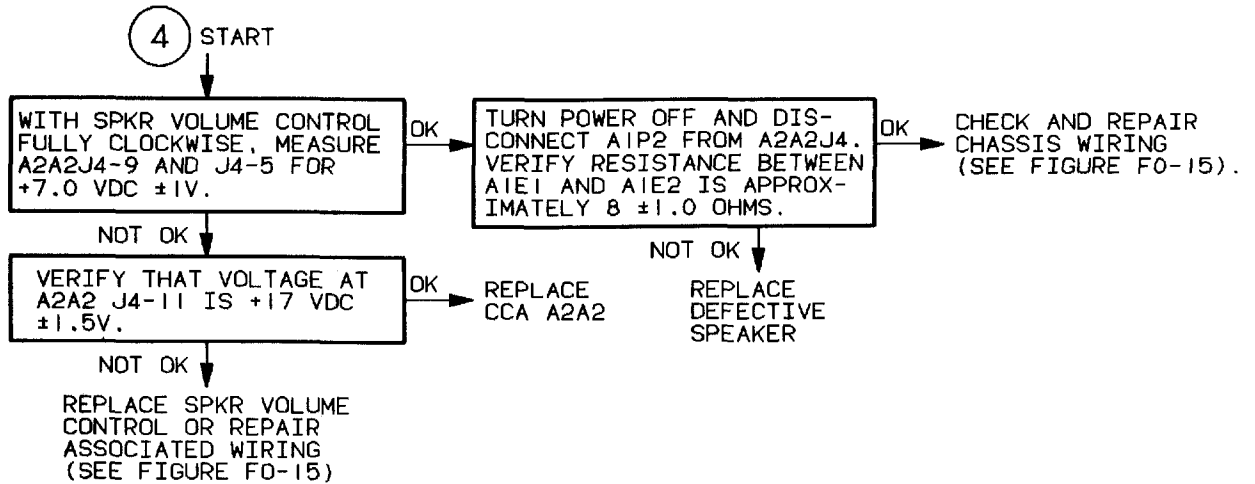 4 START
WITH SPKR VOLUME CONTROL
FULLY CLOCKWISE, MEASURE
A2A2J4-9 AND J4-5 FOR
+7.0 VDC ±1V.
OK
TURN POWER OFF AND DIS-
CONNECT A1P2 FROM A2A2J4.
VERIFY RESISTANCE BETWEEN
A1E1 AND A1E2 IS APPROX-
IMATELY 8 ±1.0 OHMS.
OK
CHECK AND REPAIR
CHASSIS WIRING
(SEE FIGURE FO-15).
NOT OK
VERIFY THAT VOLTAGE AT
A2A2 J4-11 IS +17 VDC
±1.5V.
OK
REPLACE
CCA A2A2
NOT OK
REPLACE
DEFECTIVE
SPEAKER
NOT OK
REPLACE SPKR VOLUME
CONTROL OR REPAIR
ASSOCIATED WIRING
(SEE FIGURE FO-15)